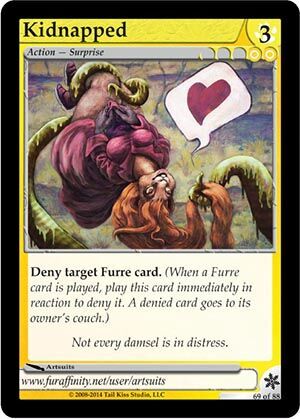 Kidnapped
3
Action — Surprise
Deny target Furre card. (When a Furre
card is played, play this card immediately in
reaction to deny it. A denied card goes to its
owner's couch.)
Not every damsel is in distress.
Artsuits
www.furaffinity.net/user/artsuits
© 2008-2014 Tail Kiss Studio, LLC
69 of 88